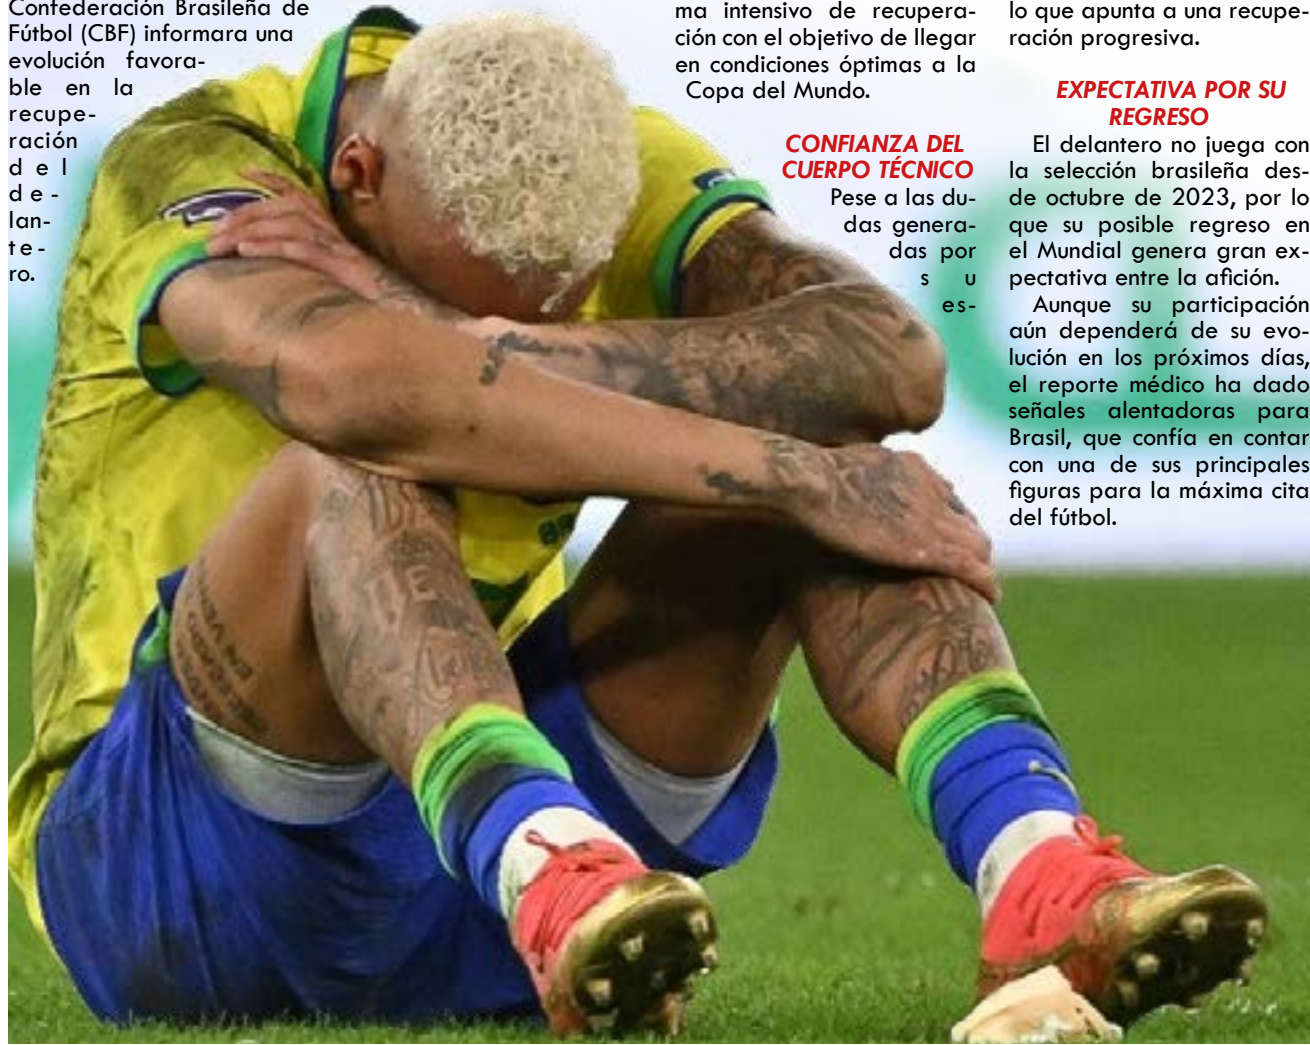 Confederación Brasileña de
Fútbol (CBF) informara una
evolución favora-
ble en la
recupe-
ración
del
de-
lan-
te-
ro.
ma intensivo de recupera-
ción con el objetivo de llegar
en condiciones óptimas a la
Copa del Mundo.
CONFIANZA DEL
CUERPO TÉCNICO
Pese a las du-
das genera-
das por
su
es-
lo que apunta a una recupe-
ración progresiva.
EXPECTATIVA POR SU
REGRESO
El delantero no juega con
la selección brasileña des-
de octubre de 2023, por lo
que su posible regreso en
el Mundial genera gran ex-
pectativa entre la afición.
Aunque su participación
aún dependerá de su evo-
lución en los próximos días,
el reporte médico ha dado
señales alentadoras para
Brasil, que confía en contar
con una de sus principales
figuras para la máxima cita
del fútbol.